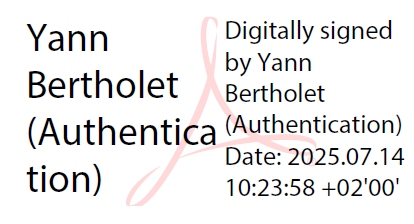 Yann
Bertholet
(Authentica
tion)
Digitally signed
by Yann
Bertholet
(Authentication)
Date: 2025.07.14
10:23:58 +02'00'